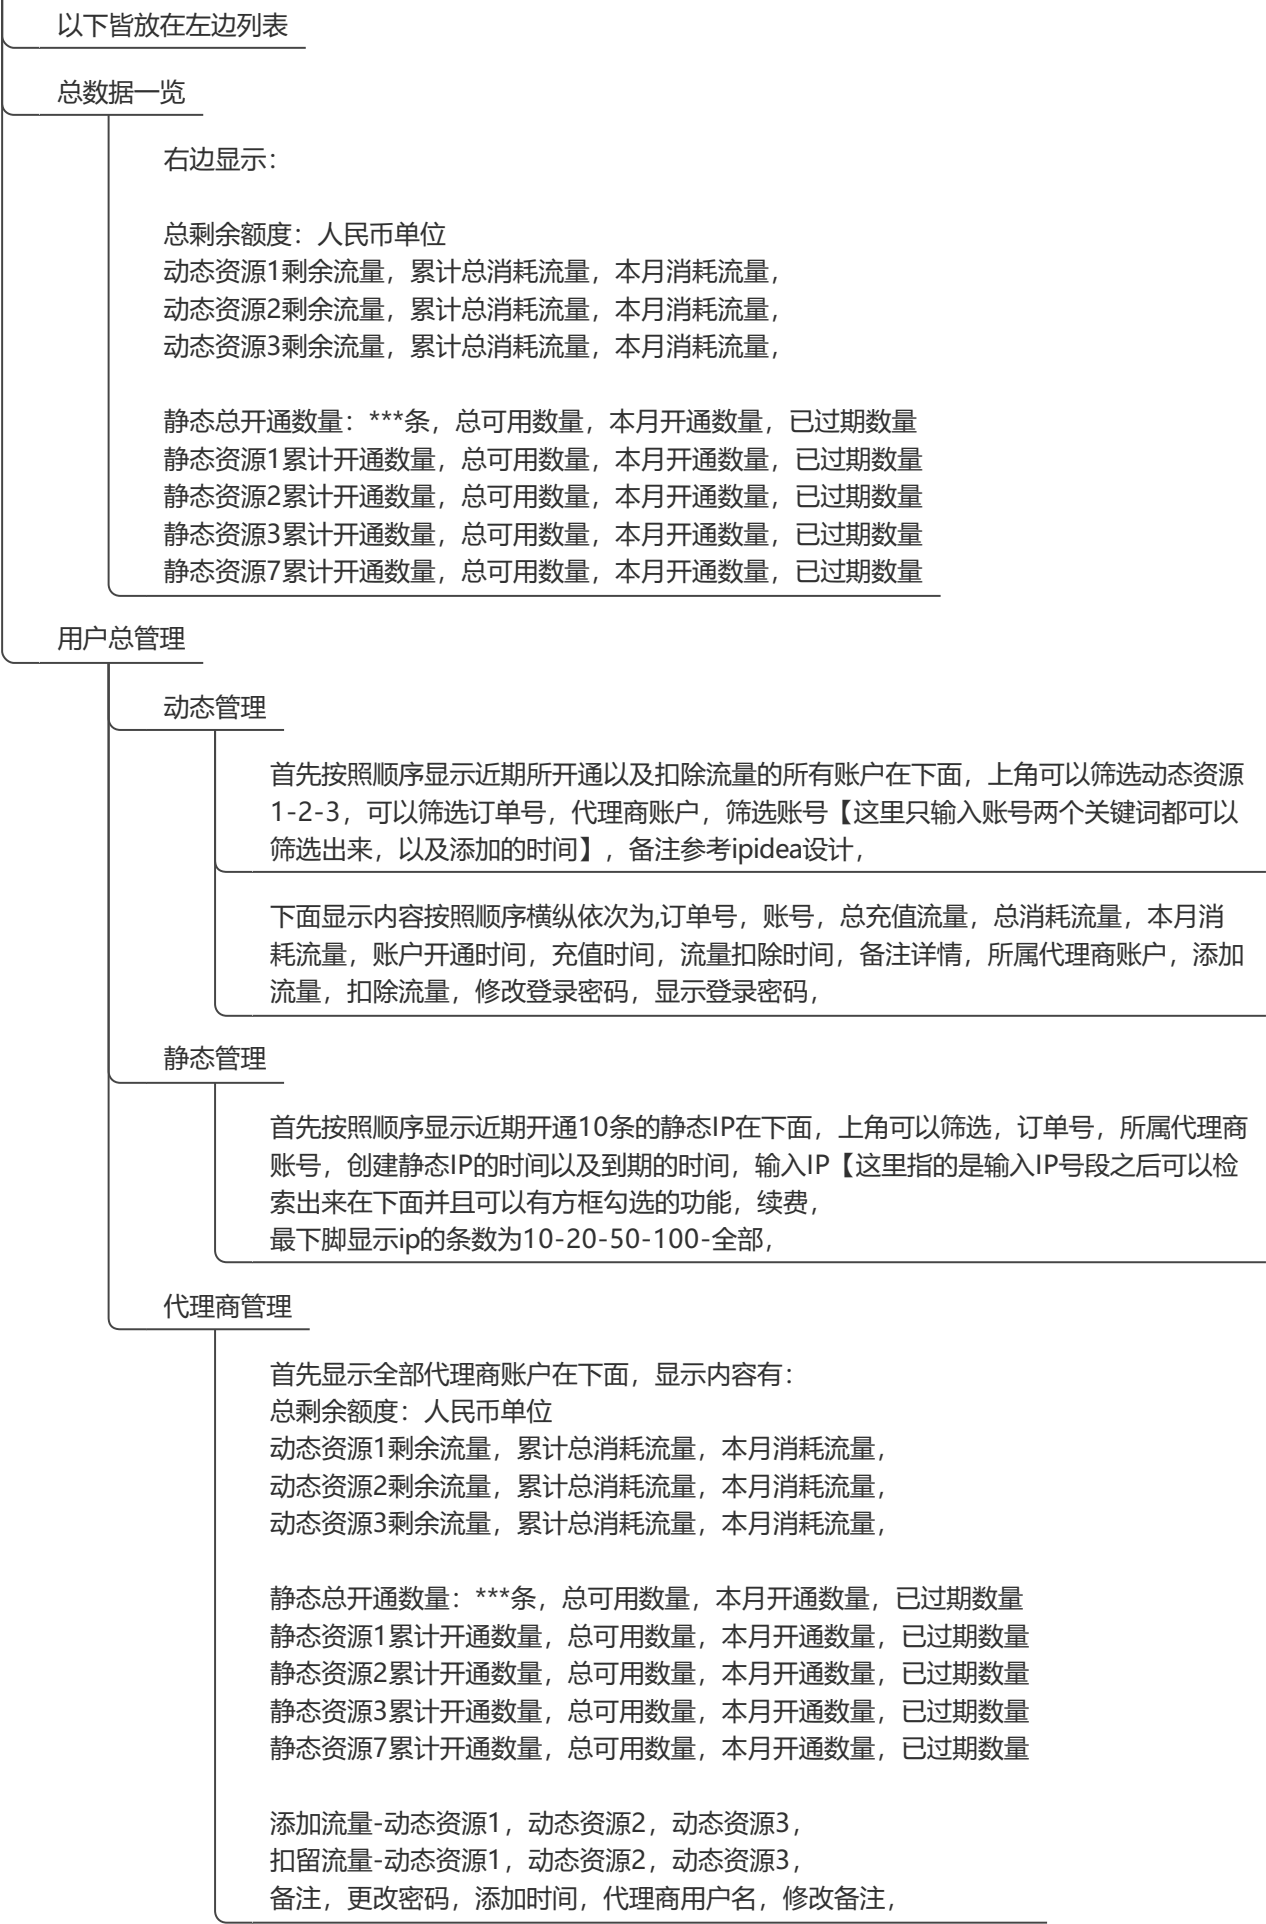 以下皆放在左边列表
总数据一览
右边显示：
总剩余额度：人民币单位
动态资源1剩余流量，累计总消耗流量，本月消耗流量，
动态资源2剩余流量，累计总消耗流量，本月消耗流量，
动态资源3剩余流量，累计总消耗流量，本月消耗流量，
静态总开通数量：***条，总可用数量，本月开通数量，已过期数量
静态资源1累计开通数量，总可用数量，本月开通数量，已过期数量
静态资源2累计开通数量，总可用数量，本月开通数量，已过期数量
静态资源3累计开通数量，总可用数量，本月开通数量，已过期数量
静态资源7累计开通数量，总可用数量，本月开通数量，已过期数量
用户总管理
动态管理
首先按照顺序显示近期所开通以及扣除流量的所有账户在下面，上角可以筛选动态资源
1-2-3，可以筛选订单号，代理商账户，筛选账号【这里只输入账号两个关键词都可以
筛选出来，以及添加的时间】，备注参考ipidea设计，
下面显示内容按照顺序横纵依次为,订单号，账号，总充值流量，总消耗流量，本月消
耗流量，账户开通时间，充值时间，流量扣除时间，备注详情，所属代理商账户，添加
流量，扣除流量，修改登录密码，显示登录密码，
静态管理
首先按照顺序显示近期开通10条的静态IP在下面，上角可以筛选，订单号，所属代理商
账号，创建静态IP的时间以及到期的时间，输入IP【这里指的是输入IP号段之后可以检
索出来在下面并且可以有方框勾选的功能，续费，
最下脚显示ip的条数为10-20-50-100-全部，
代理商管理
首先显示全部代理商账户在下面，显示内容有：
总剩余额度：人民币单位
动态资源1剩余流量，累计总消耗流量，本月消耗流量，
动态资源2剩余流量，累计总消耗流量，本月消耗流量，
动态资源3剩余流量，累计总消耗流量，本月消耗流量，
静态总开通数量：***条，总可用数量，本月开通数量，已过期数量
静态资源1累计开通数量，总可用数量，本月开通数量，已过期数量
静态资源2累计开通数量，总可用数量，本月开通数量，已过期数量
静态资源3累计开通数量，总可用数量，本月开通数量，已过期数量
静态资源7累计开通数量，总可用数量，本月开通数量，已过期数量
添加流量-动态资源1，动态资源2，动态资源3，
扣留流量-动态资源1，动态资源2，动态资源3，
备注，更改密码，添加时间，代理商用户名，修改备注，